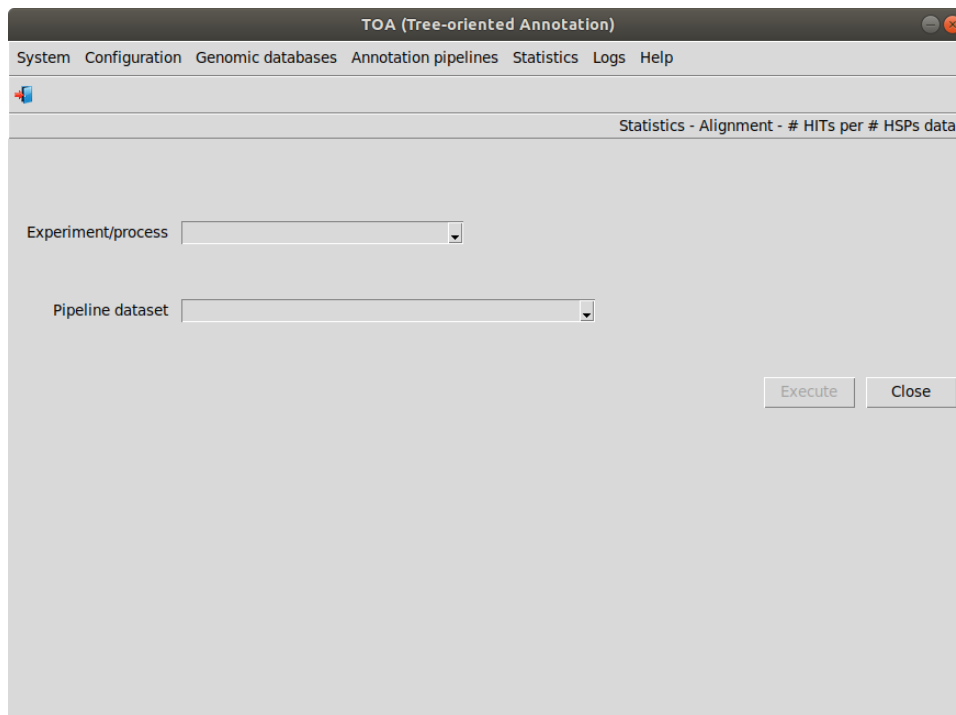 TOA (Tree-oriented Annotation)
System Configuration Genomic databases Annotation pipelines Statistics Logs Help
Statistics - Alignment - # HITs per # HSPs data
Experiment/process
Pipeline dataset
Execute Close